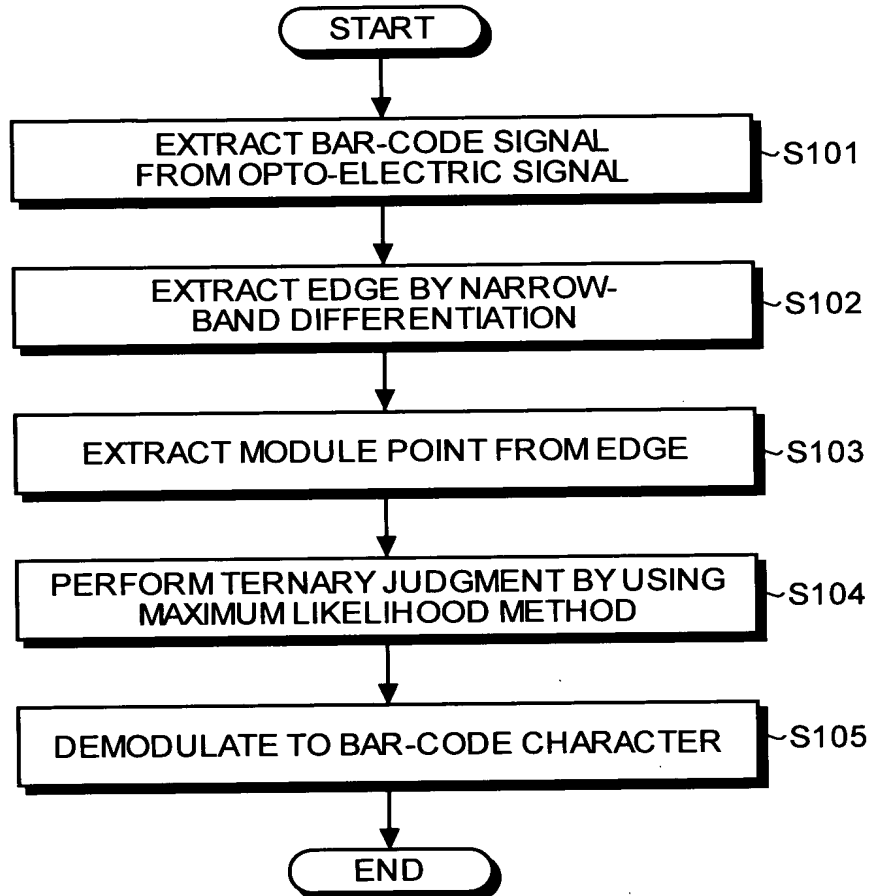 START
EXTRACT BAR-CODE SIGNAL
FROM OPTO-ELECTRIC SIGNAL
S101
EXTRACT EDGE BY NARROW-
BAND DIFFERENTIATION
S102
EXTRACT MODULE POINT FROM EDGE
S103
PERFORM TERNARY JUDGMENT BY USING
MAXIMUM LIKELIHOOD METHOD
S104
DEMODULATE TO BAR-CODE CHARACTER
S105
END